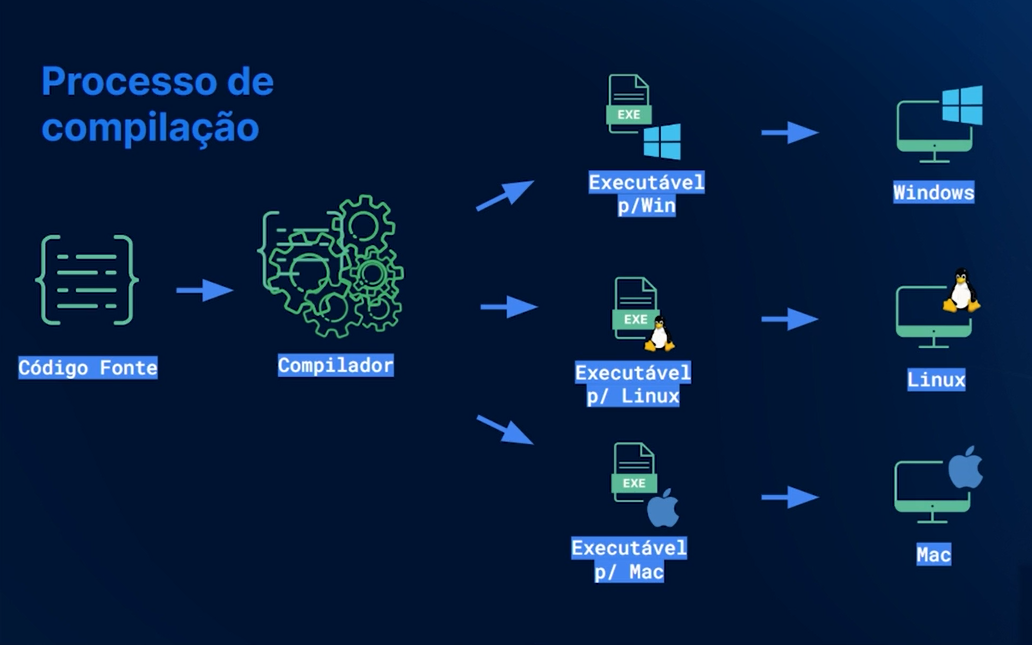 Processo de
compilação
Código Fonte
Compilador
EXE
Executável
p/Win
Windows
EXE
Executável
p/ Linux
Linux
EXE
Executável
p/ Mac
Mac